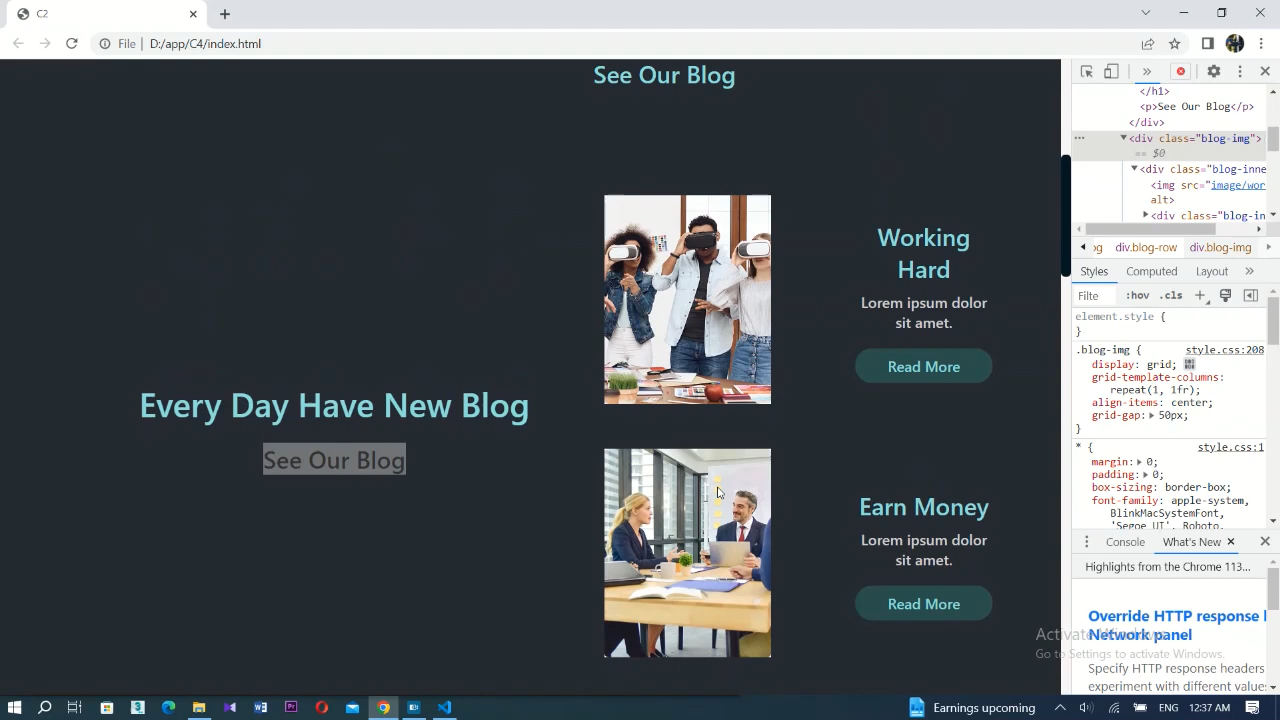 C2
File
D:/app/C4/index.html
See Our Blog
Working
Hard
Lorem ipsum dolor
sit amet.
Read More
Every Day Have New Blog
See Our Blog
Earn Money
Lorem ipsum dolor
sit amet.
Read More
</h1>
<p>See Our Blog</p>
</div>
<div class="blog-img">
== $0
<div class="blog-inne
<img src="image/wor
alt>
<div class="blog-in
og div.blog-row div.blog-img
Styles Computed Layout
Filte :hov .cls
element.style {
}
.blog-img { style.css:208
display: grid;
grid-template-columns:
repeat(1, 1fr);
align-items: center;
grid-gap: 50px;
}
* { style.css:1
margin: 0;
padding: 0;
box-sizing: border-box;
font-family: apple-system,
BlinkMacSystemFont,
'Segoe UI', Roboto,
Console What's New
Highlights from the Chrome 113...
Override HTTP response h
Network panel
Specify HTTP response headers
experiment with different value
Activate Windows
Go to Settings to activate Windows.
Earnings upcoming
ENG
12:37 AM